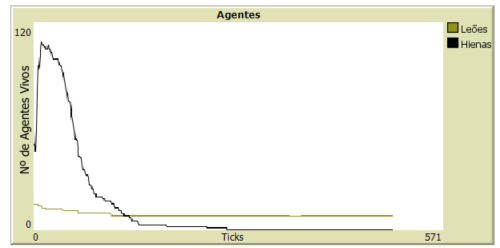 Agentes
120
Leões
Hienas
Nº de Agentes Vivos
0
0
Ticks
571